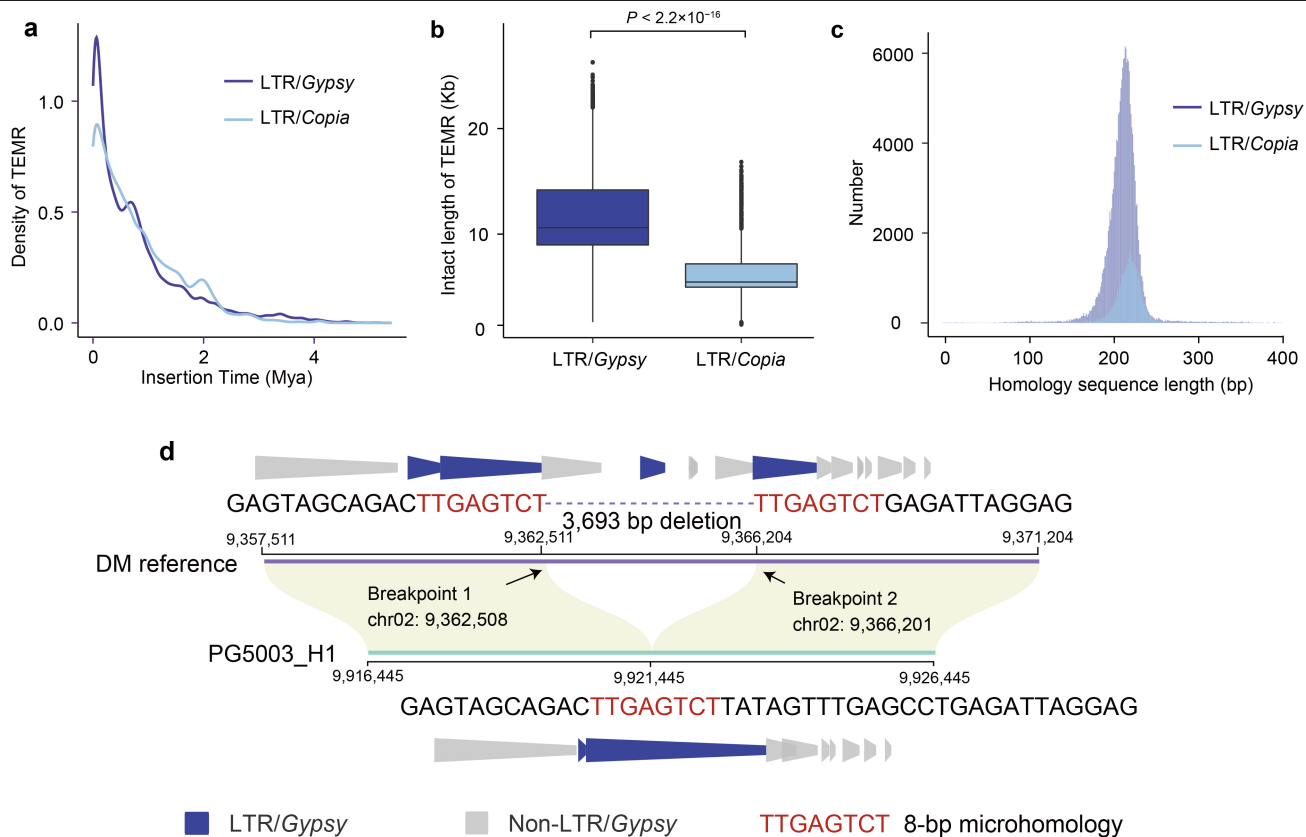 a
Density of TEMR
1.0
0.5
0.0
LTR/Gypsy
LTR/Copia
0 2 4
Insertion Time (Mya)
b
P < 2.2×10⁻¹⁶
Intact length of TEMR (Kb)
20
10
0
LTR/Gypsy LTR/Copia
c
Number
6000
4000
2000
0
LTR/Gypsy
LTR/Copia
0 100 200 300 400
Homology sequence length (bp)
d
GAGTAGCAGACTTGAGTCT TTGAGTCTGAGATTAGGAG
3,693 bp deletion
9,357,511 9,362,511 9,366,204 9,371,204
DM reference
Breakpoint 1
chr02: 9,362,508
Breakpoint 2
chr02: 9,366,201
PG5003_H1
9,916,445 9,921,445 9,926,445
GAGTAGCAGACTTGAGTCTTATAGTTTGAGCCTGAGATTAGGAG
LTR/Gypsy Non-LTR/Gypsy TTGAGTCT 8-bp microhomology